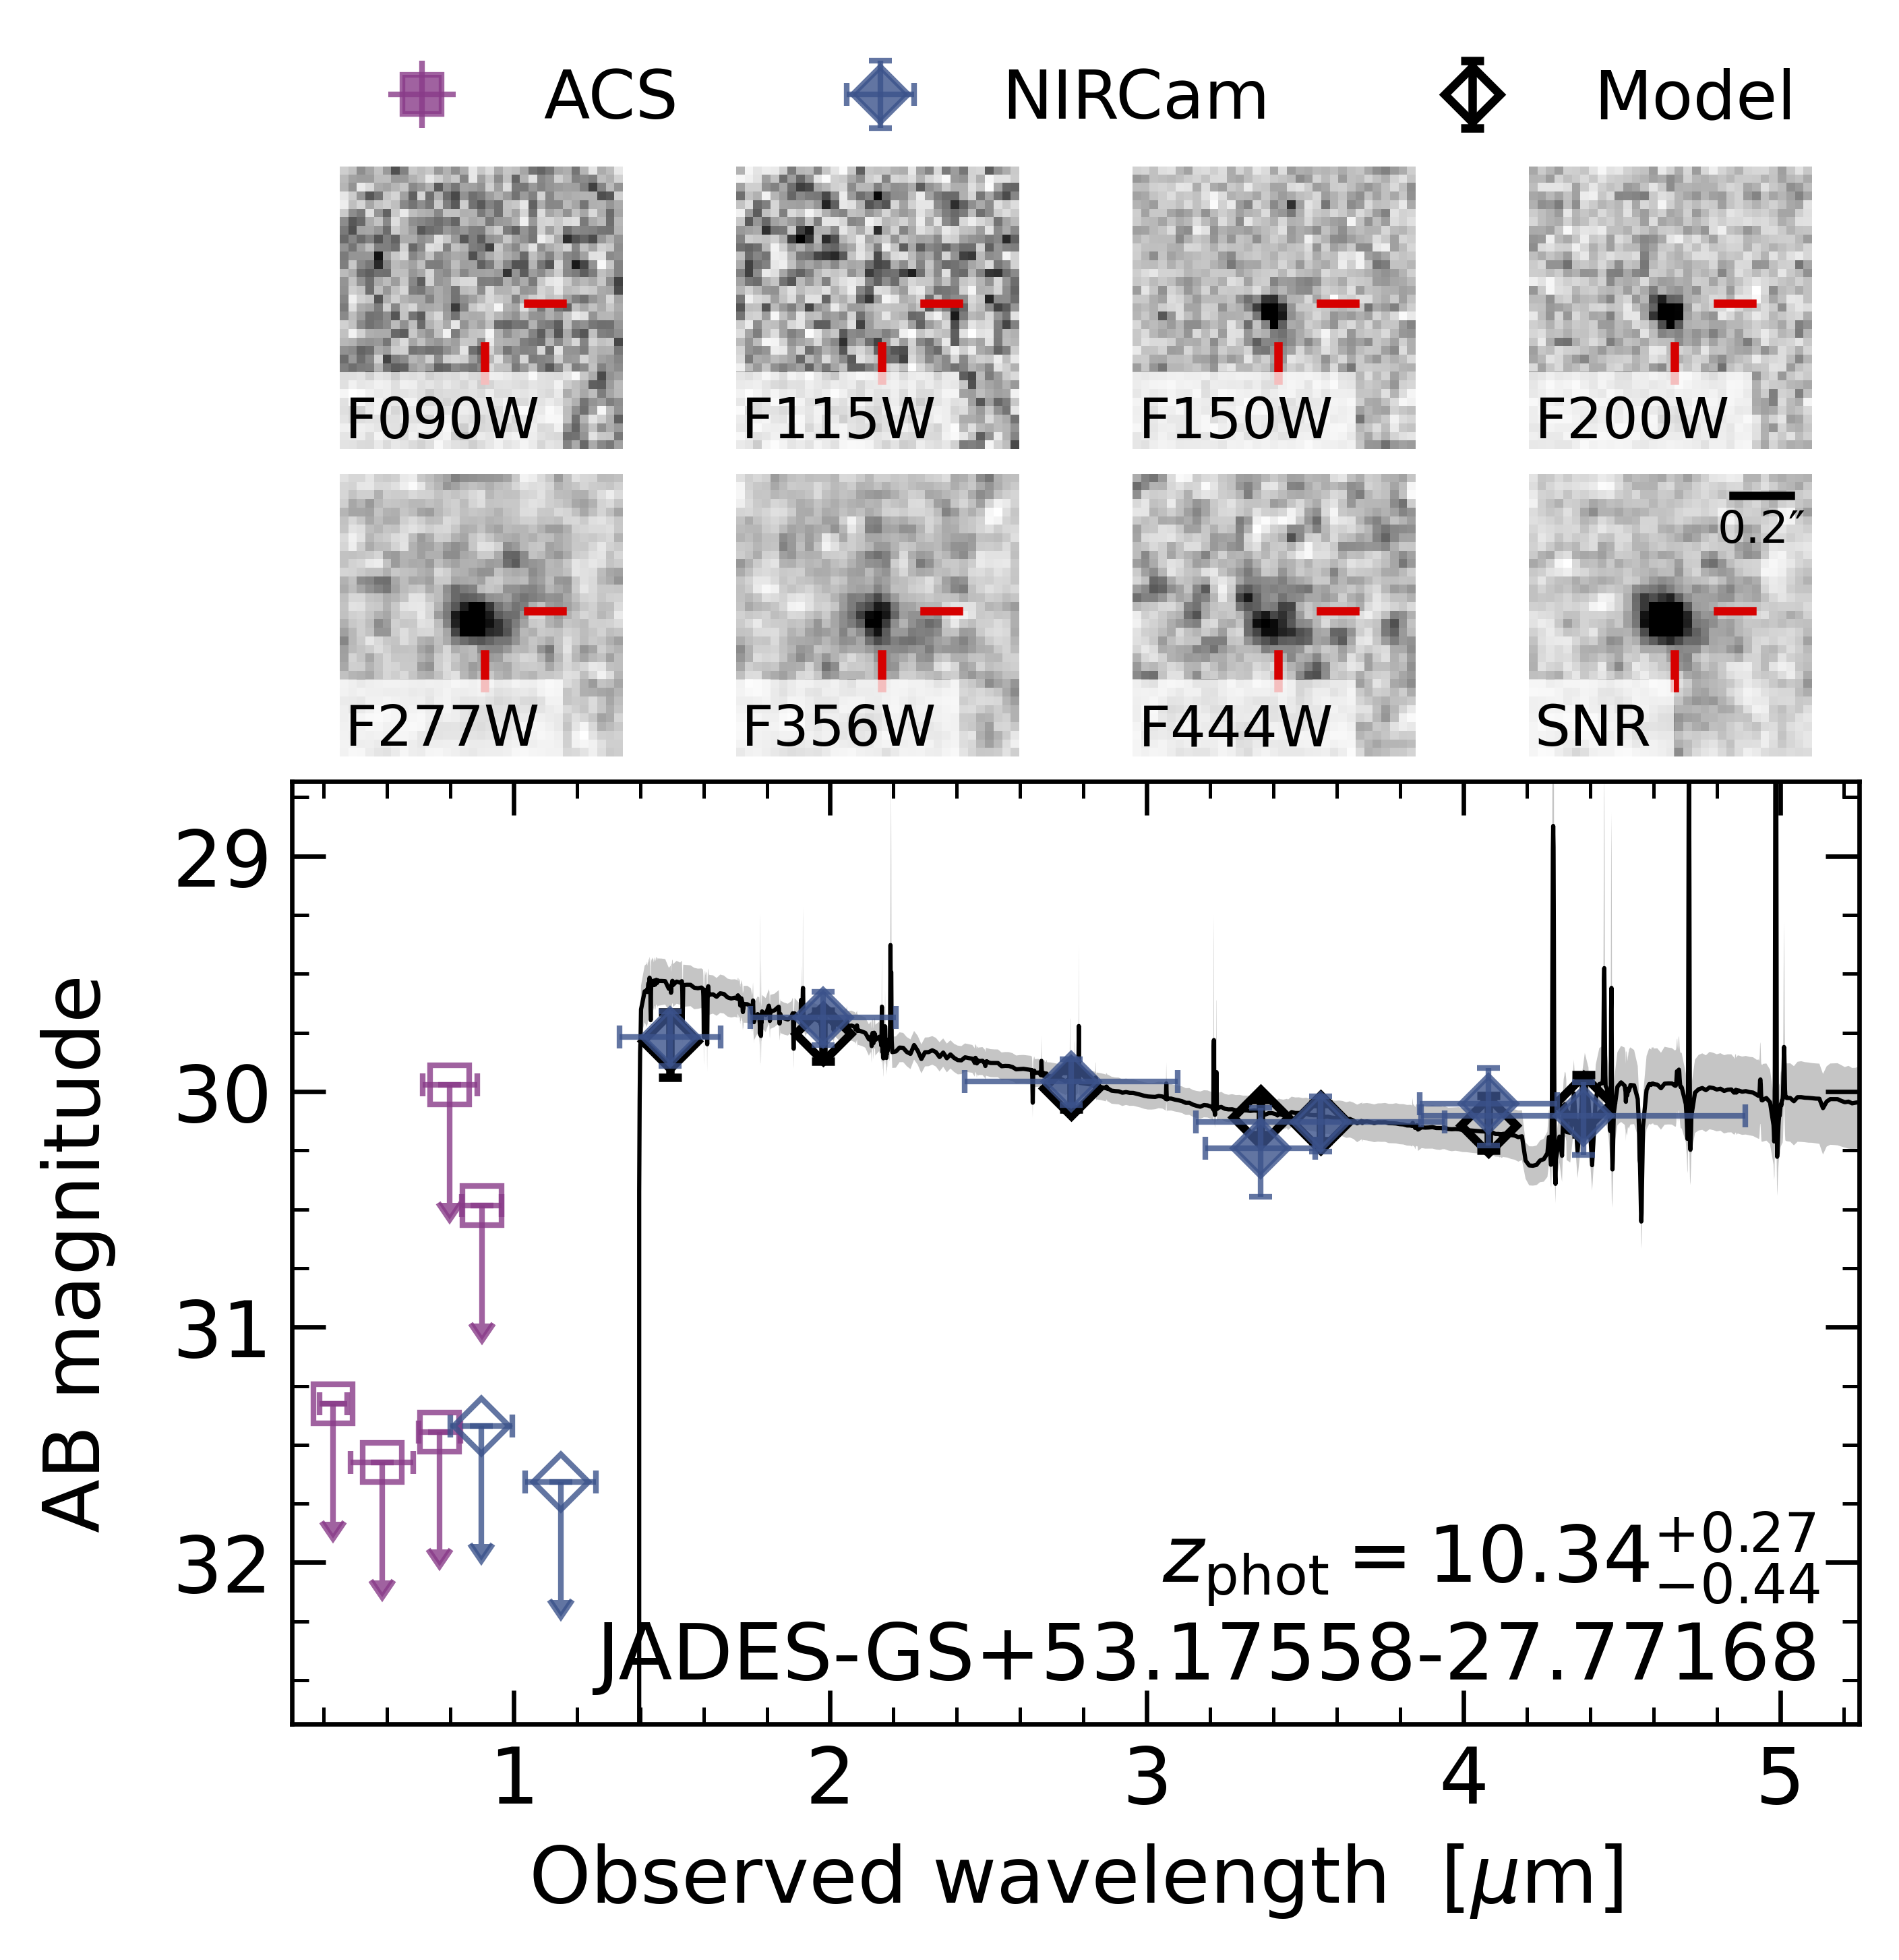 ACS NIRCam Model
F090W F115W F150W F200W
0.2″
F277W F356W F444W SNR
29
30
31
32
AB magnitude
z_phot = 10.34^{+0.27}_{−0.44}
JADES-GS+53.17558-27.77168
1 2 3 4 5
Observed wavelength [μm]